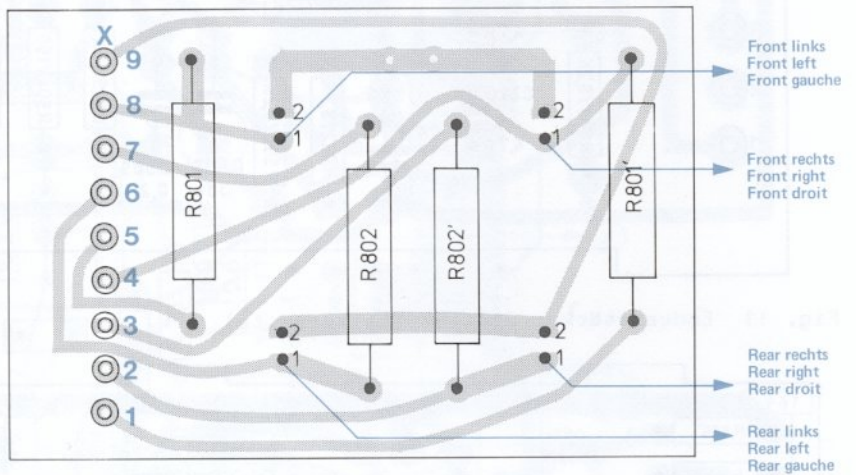 X
9
8
7
6
5
4
3
2
1
R801
R802
R802'
R801'
2
1
2
1
2
1
2
1
Front links
Front left
Front gauche
Front rechts
Front right
Front droit
Rear rechts
Rear right
Rear droit
Rear links
Rear left
Rear gauche